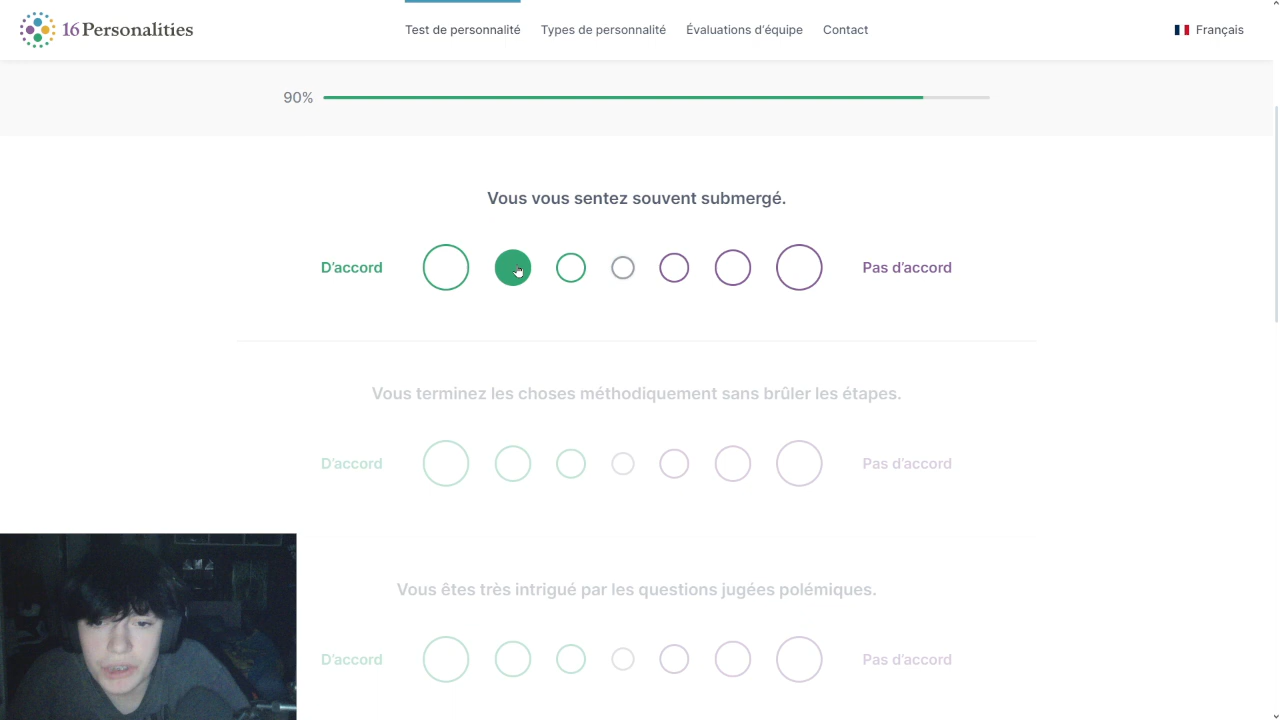 16Personalities
Test de personnalité
Types de personnalité
Évaluations d’équipe
Contact
Français
90%
Vous vous sentez souvent submergé.
D’accord
Pas d’accord
Vous terminez les choses méthodiquement sans brûler les étapes.
D’accord
Pas d’accord
Vous êtes très intrigué par les questions jugées polémiques.
D’accord
Pas d’accord